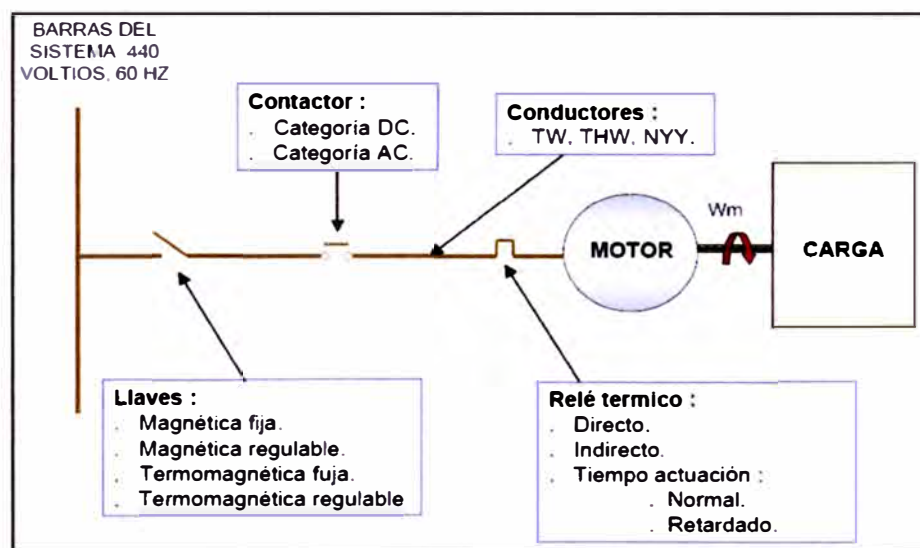 BARRAS DEL
SISTEMA 440
VOLTIOS, 60 HZ
Contactor :
. Categoria DC.
. Categoria AC.
Conductores :
. TW, THW, NYY.
Wm
MOTOR
CARGA
Llaves :
. Magnética fija.
. Magnética regulable.
. Termomagnética fuja.
. Termomagnética regulable
Relé termico :
. Directo.
. Indirecto.
. Tiempo actuación :
. Normal.
. Retardado.